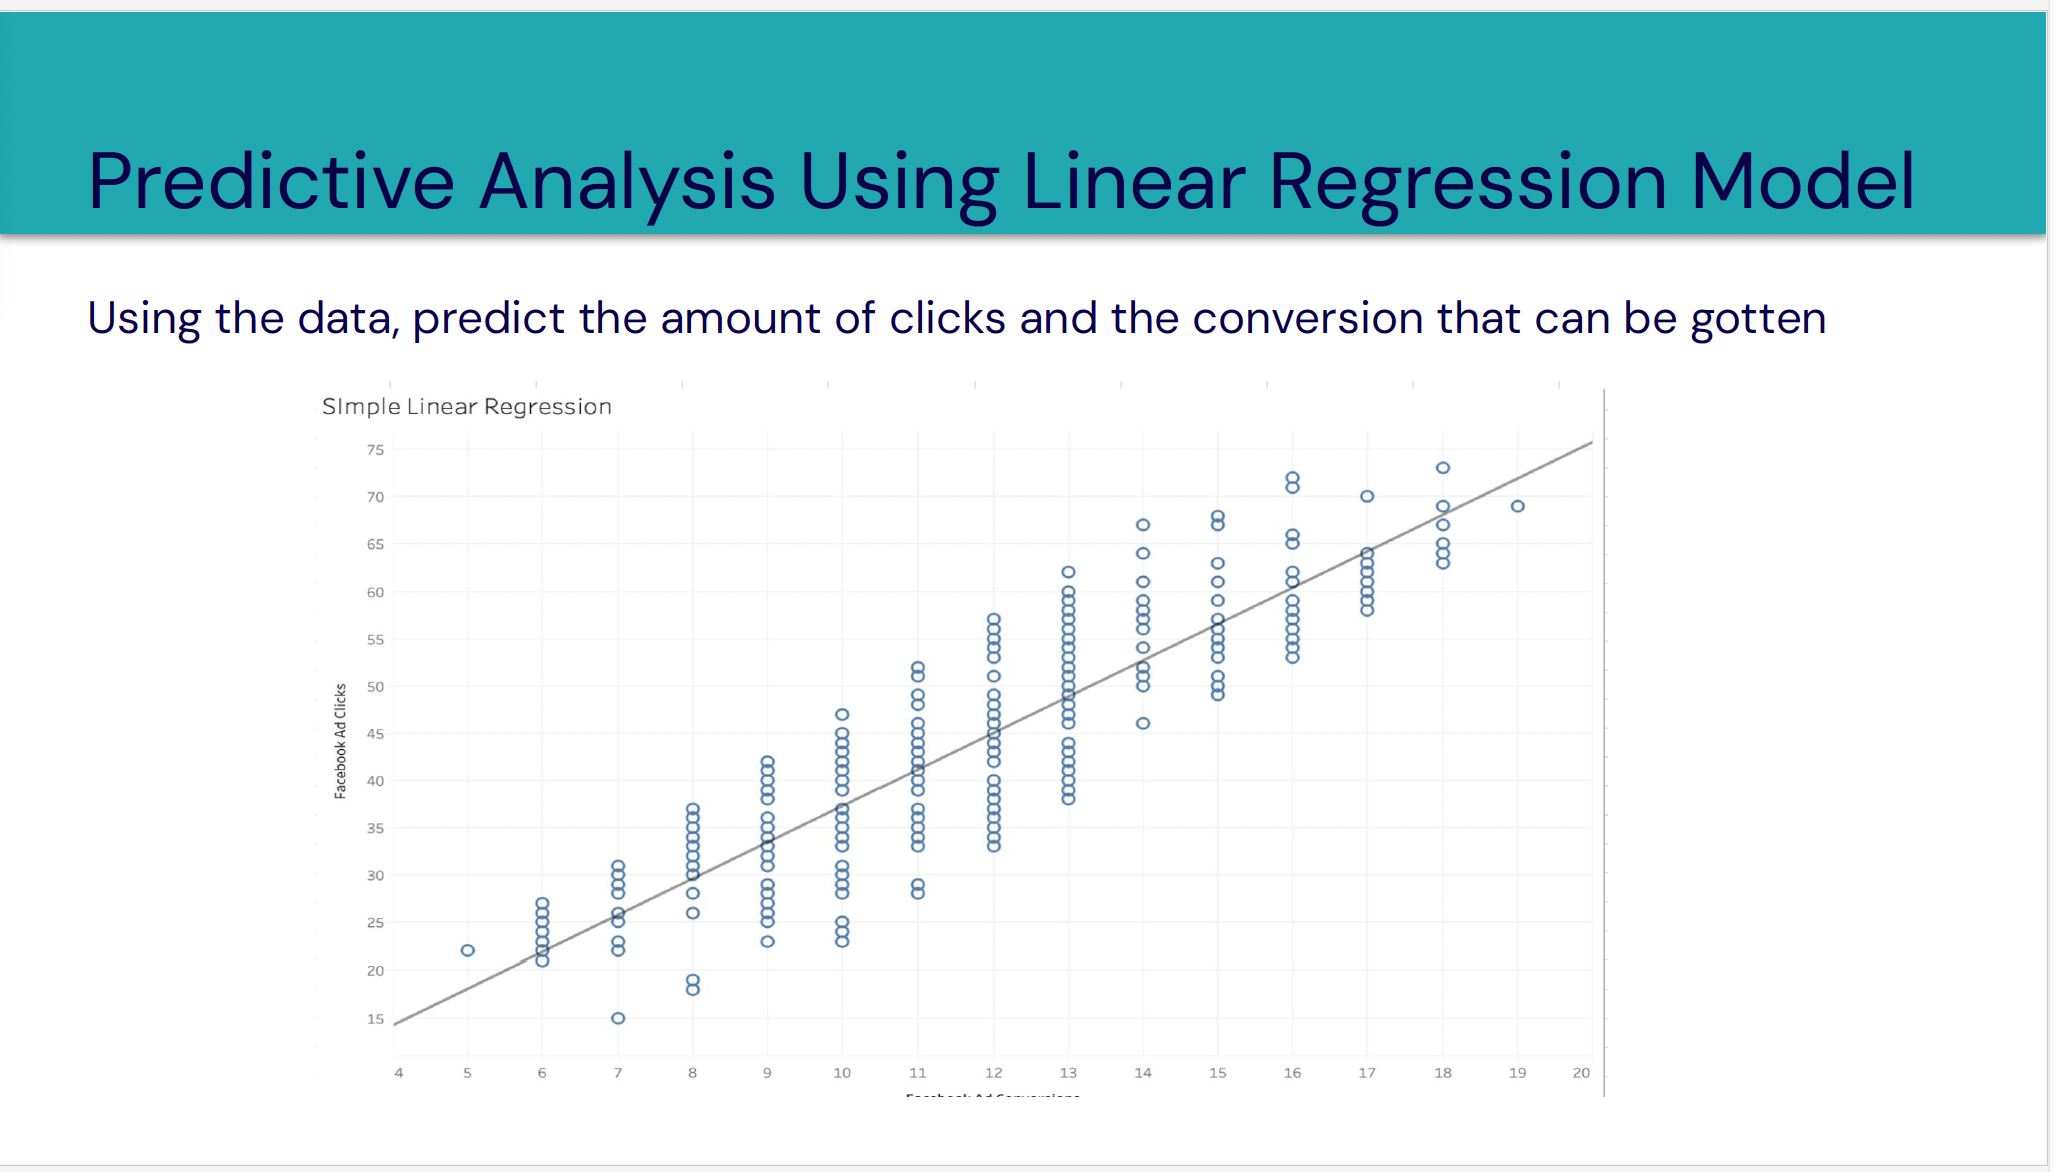 Predictive Analysis Using Linear Regression Model
Using the data, predict the amount of clicks and the conversion that can be gotten
SImple Linear Regression
75
70
65
60
55
50
45
40
35
30
25
20
15
Facebook Ad Clicks
4 5 6 7 8 9 10 11 12 13 14 15 16 17 18 19 20
Facebook Ad Conversions